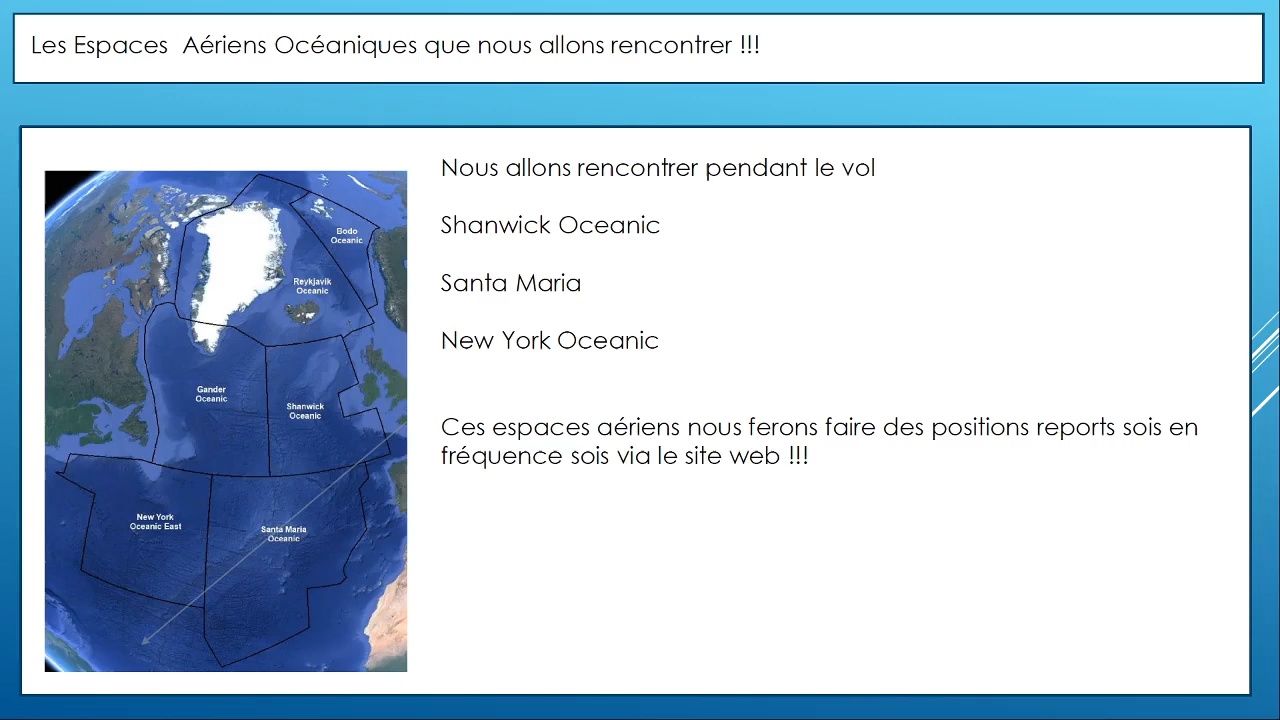 Les Espaces  Aériens Océaniques que nous allons rencontrer !!!
Nous allons rencontrer pendant le vol
Shanwick Oceanic
Santa Maria
New York Oceanic
Ces espaces aériens nous ferons faire des positions reports sois en
fréquence sois via le site web !!!
Bodo
Oceanic
Reykjavik
Oceanic
Gander
Oceanic
Shanwick
Oceanic
New York
Oceanic East
Santa Maria
Oceanic